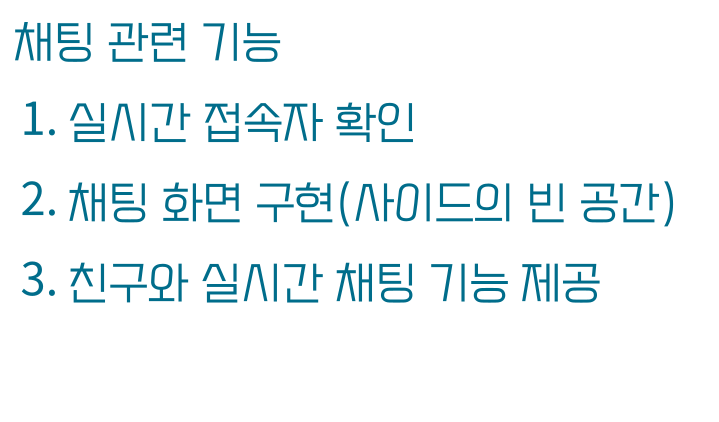 채팅 관련 기능
1. 실시간 접속자 확인
2. 채팅 화면 구현(사이드의 빈 공간)
3. 친구와 실시간 채팅 기능 제공